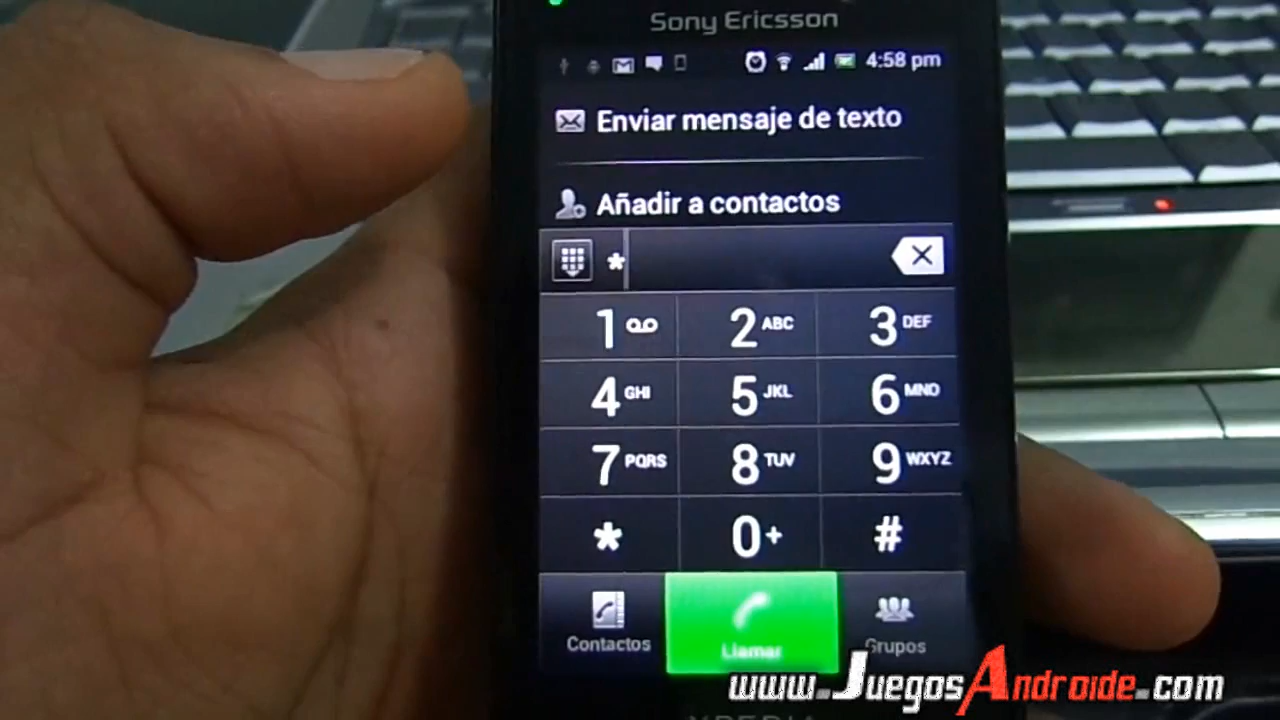 Sony Ericsson
4:58 pm
Enviar mensaje de texto
Añadir a contactos
*
1
2 ABC
3 DEF
4 GHI
5 JKL
6 MNO
7 PQRS
8 TUV
9 WXYZ
*
0 +
#
Contactos
Llamar
Grupos
www.JuegosAndroide.com
XPERIA